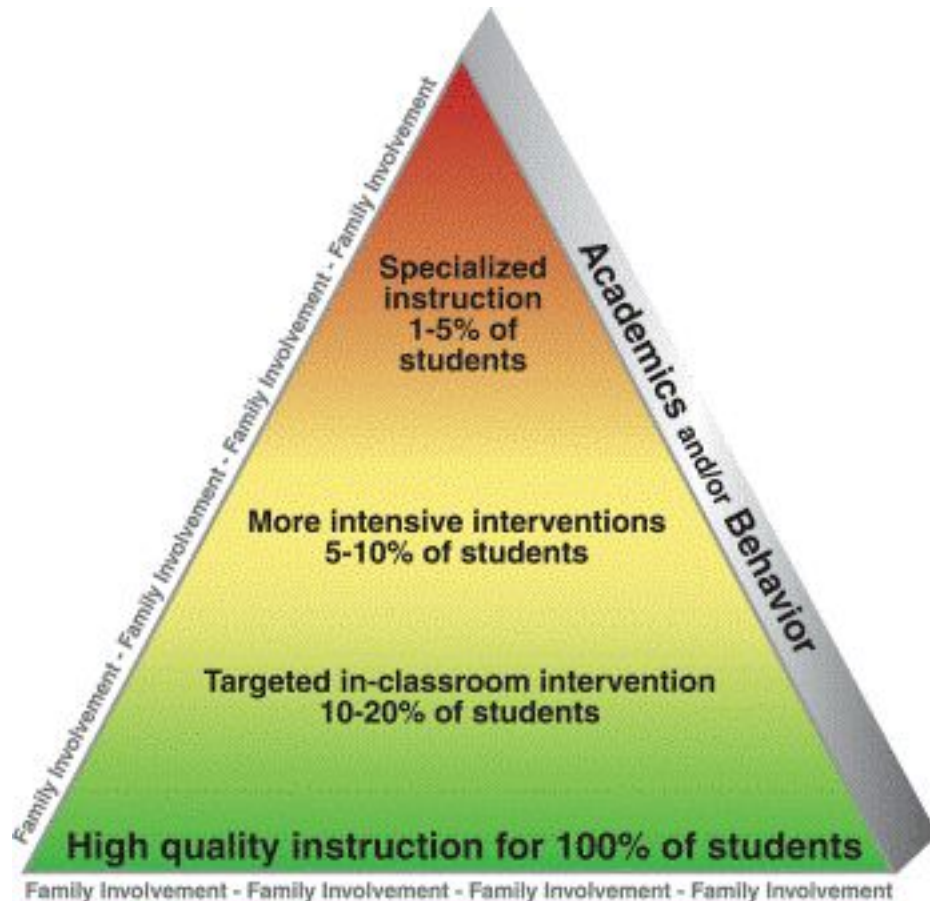 Specialized
instruction
1-5% of
students
More intensive interventions
5-10% of students
Targeted in-classroom intervention
10-20% of students
High quality instruction for 100% of students
Family Involvement - Family Involvement - Family Involvement - Family Involvement
Family Involvement - Family Involvement - Family Involvement - Family Involvement
Academics and/or Behavior